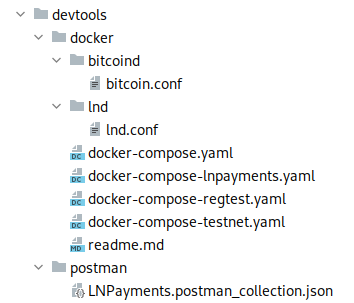 devtools
docker
bitcoind
bitcoin.conf
lnd
lnd.conf
DC docker-compose.yaml
DC docker-compose-lnpayments.yaml
DC docker-compose-regtest.yaml
DC docker-compose-testnet.yaml
MD readme.md
postman
LNPayments.postman_collection.json